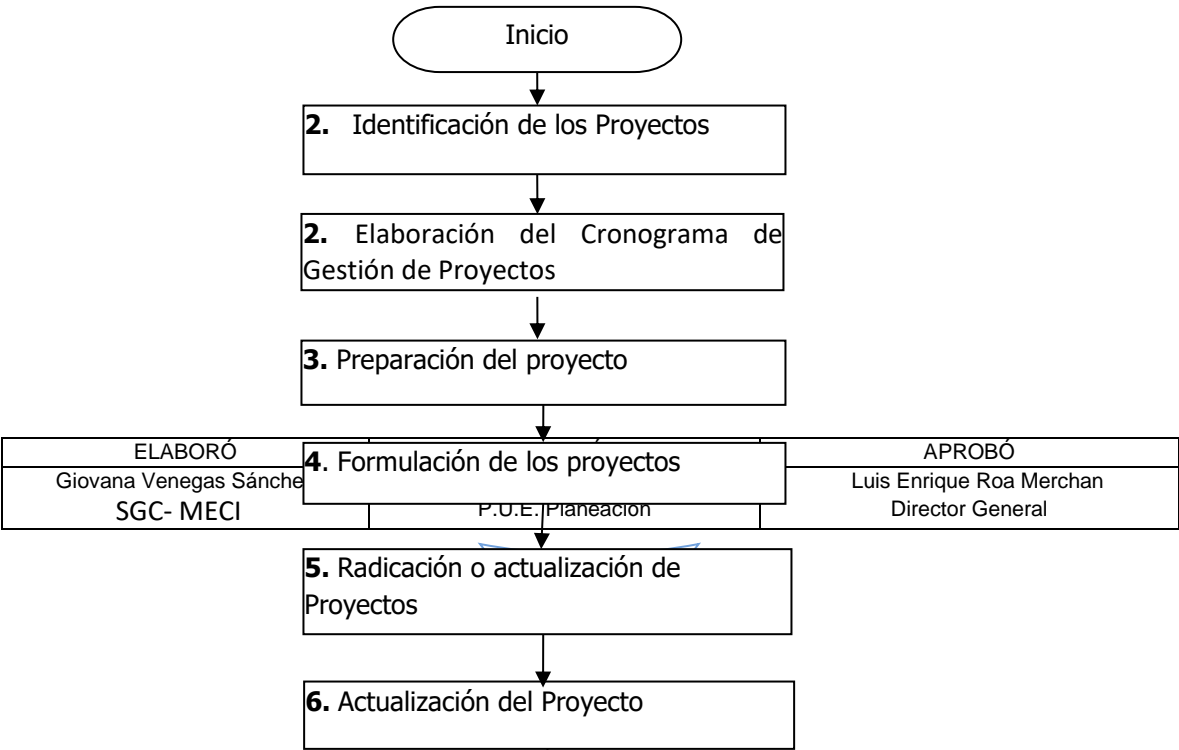 Inicio
2. Identificación de los Proyectos
2. Elaboración del Cronograma de
Gestión de Proyectos
3. Preparación del proyecto
ELABORÓ
APROBÓ
4. Formulación de los proyectos
Giovana Venegas Sánche
Luis Enrique Roa Merchan
SGC- MECI
P.U.E. Planeación
Director General
5. Radicación o actualización de
Proyectos
6. Actualización del Proyecto